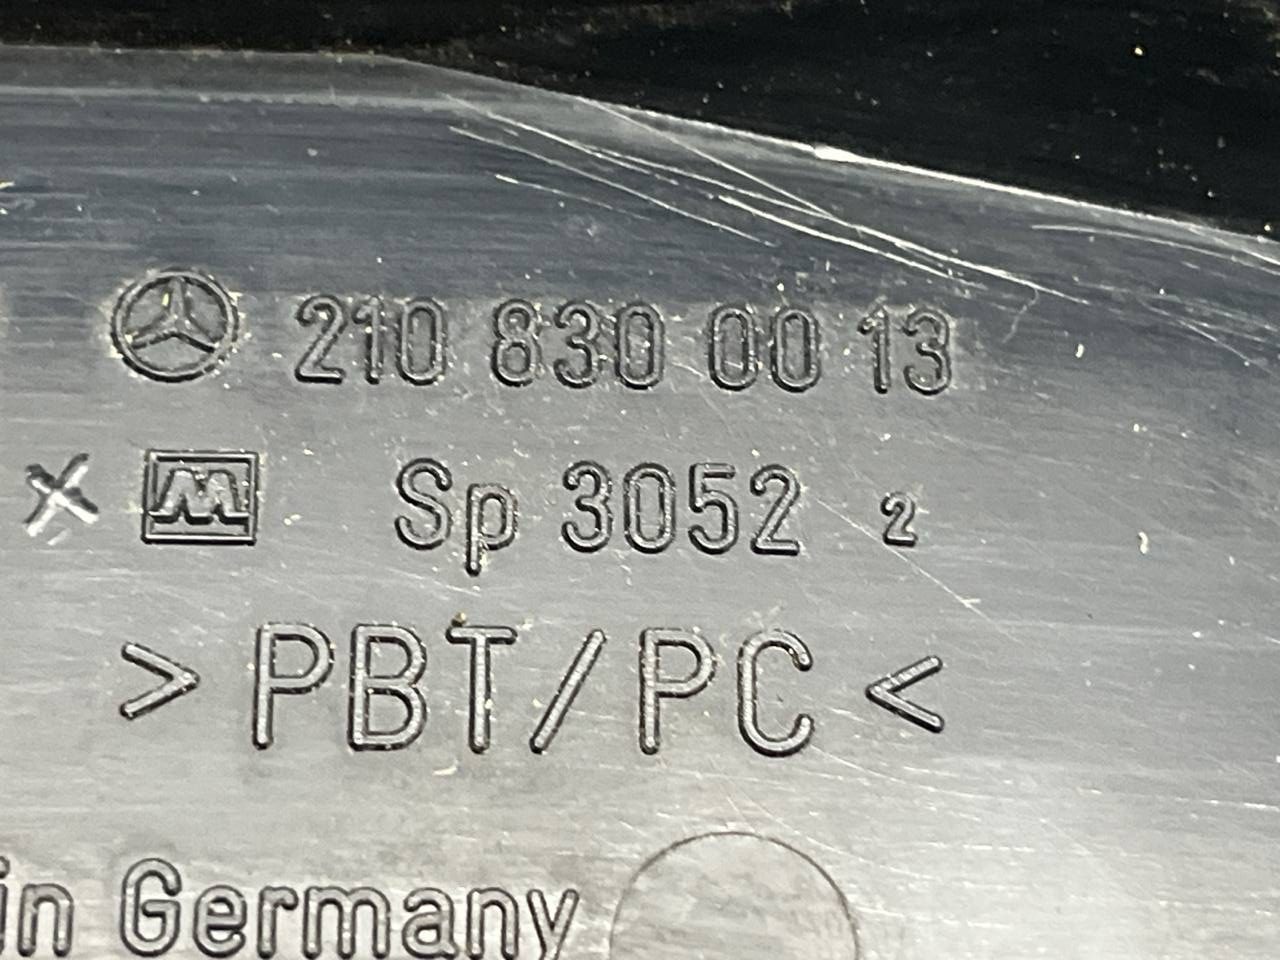 210 830 00 13
x M Sp 3052 2
>PBT/PC<
in Germany